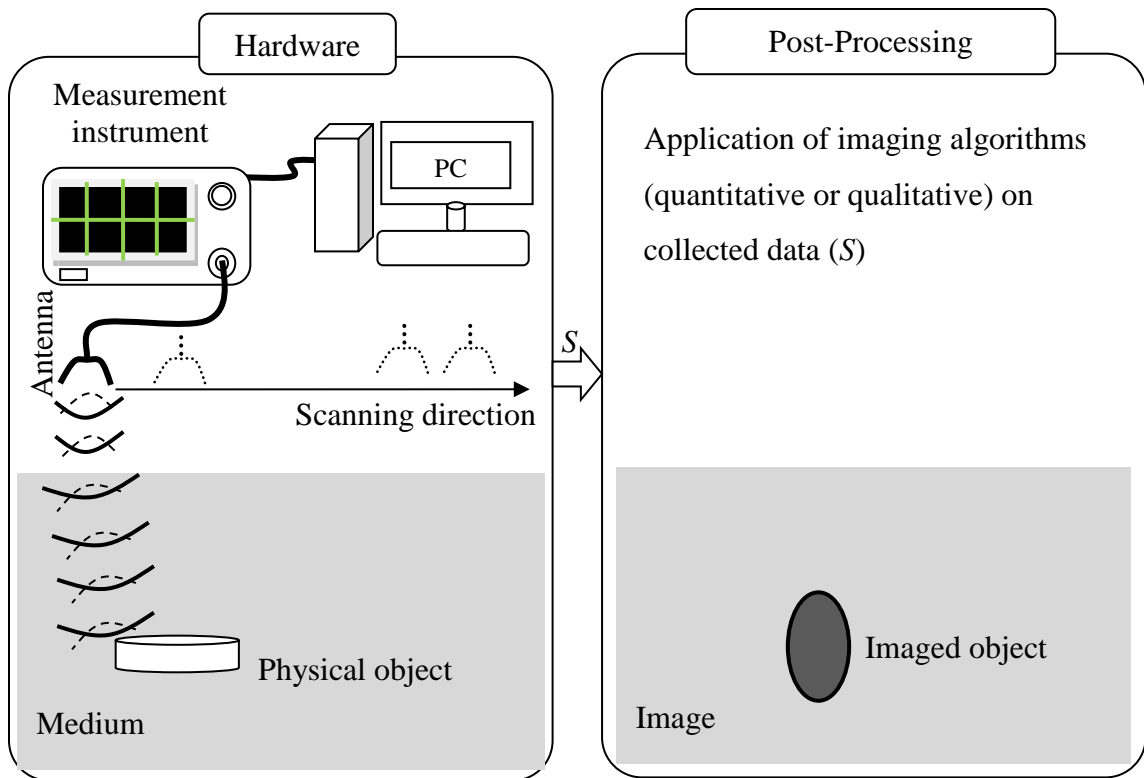 Hardware
Measurement
instrument
PC
Antenna
Scanning direction
Physical object
Medium
S
Post-Processing
Application of imaging algorithms
(quantitative or qualitative) on
collected data (S)
Imaged object
Image